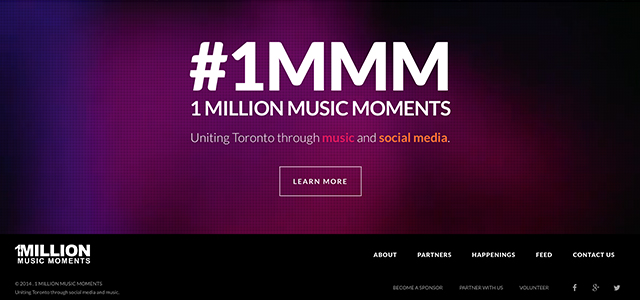 #1MMM
1 MILLION MUSIC MOMENTS
Uniting Toronto through music and social media.
LEARN MORE
1MILLION
MUSIC MOMENTS
ABOUT PARTNERS HAPPENINGS FEED CONTACT US
© 2014 . 1 MILLION MUSIC MOMENTS
Uniting Toronto through social media and music.
BECOME A SPONSOR PARTNER WITH US VOLUNTEER